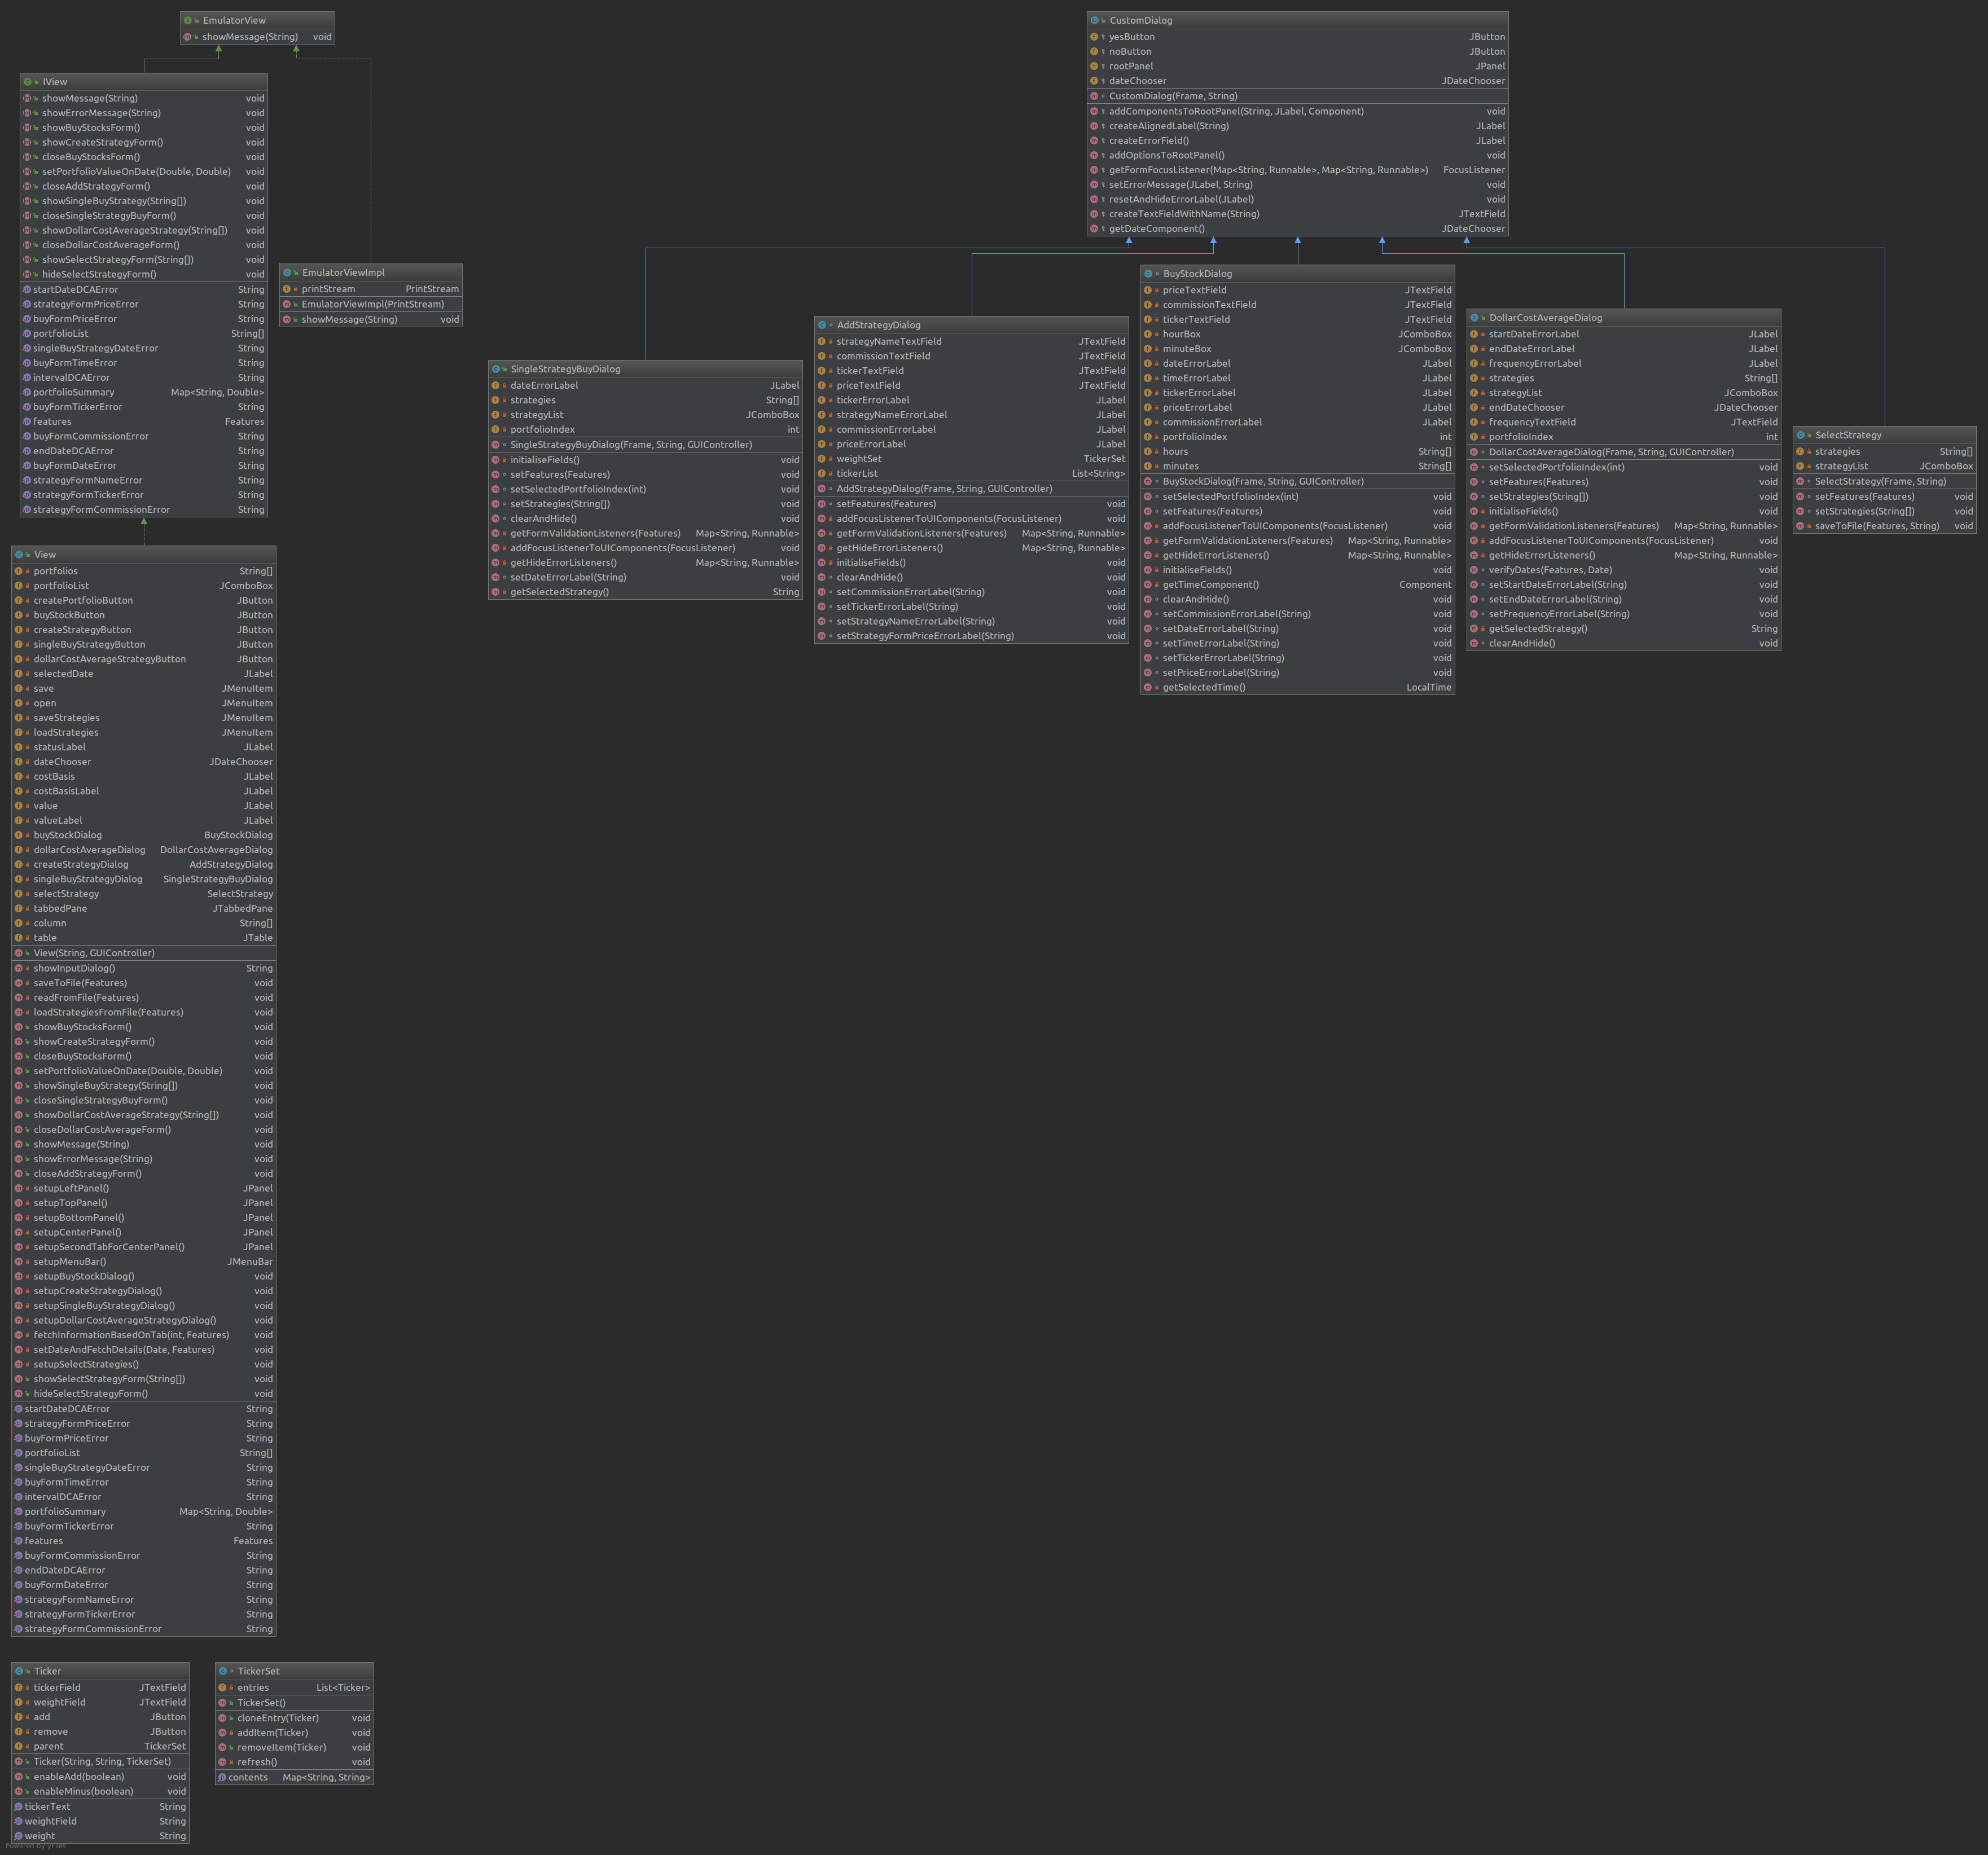 EmulatorView
showMessage(String) void
IView
showMessage(String) void
showErrorMessage(String) void
showBuyStocksForm() void
showCreateStrategyForm() void
closeBuyStocksForm() void
setPortfolioValueOnDate(Double, Double) void
closeAddStrategyForm() void
showSingleBuyStrategy(String[]) void
closeSingleStrategyBuyForm() void
showDollarCostAverageStrategy(String[]) void
closeDollarCostAverageForm() void
showSelectStrategyForm(String[]) void
hideSelectStrategyForm() void
startDateDCAError String
strategyFormPriceError String
buyFormPriceError String
portfolioList String[]
singleBuyStrategyDateError String
buyFormTimeError String
intervalDCAError String
portfolioSummary Map<String, Double>
buyFormTickerError String
features Features
buyFormCommissionError String
endDateDCAError String
buyFormDateError String
strategyFormNameError String
strategyFormTickerError String
strategyFormCommissionError String
EmulatorViewImpl
printStream PrintStream
EmulatorViewImpl(PrintStream)
showMessage(String) void
CustomDialog
yesButton JButton
noButton JButton
rootPanel JPanel
dateChooser JDateChooser
CustomDialog(Frame, String)
addComponentsToRootPanel(String, JLabel, Component) void
createAlignedLabel(String) JLabel
createErrorField() JLabel
addOptionsToRootPanel() void
getFormFocusListener(Map<String, Runnable>, Map<String, Runnable>) FocusListener
setErrorMessage(JLabel, String) void
resetAndHideErrorLabel(JLabel) void
createTextFieldWithName(String) JTextField
getDateComponent() JDateChooser
SingleStrategyBuyDialog
dateErrorLabel JLabel
strategies String[]
strategyList JComboBox
portfolioIndex int
SingleStrategyBuyDialog(Frame, String, GUIController)
initialiseFields() void
setFeatures(Features) void
setSelectedPortfolioIndex(int) void
setStrategies(String[]) void
clearAndHide() void
getFormValidationListeners(Features) Map<String, Runnable>
addFocusListenerToUIComponents(FocusListener) void
getHideErrorListeners() Map<String, Runnable>
setDateErrorLabel(String) void
getSelectedStrategy() String
AddStrategyDialog
strategyNameTextField JTextField
commissionTextField JTextField
tickerTextField JTextField
priceTextField JTextField
tickerErrorLabel JLabel
strategyNameErrorLabel JLabel
commissionErrorLabel JLabel
priceErrorLabel JLabel
weightSet TickerSet
tickerList List<String>
AddStrategyDialog(Frame, String, GUIController)
setFeatures(Features) void
addFocusListenerToUIComponents(FocusListener) void
getFormValidationListeners(Features) Map<String, Runnable>
getHideErrorListeners() Map<String, Runnable>
initialiseFields() void
clearAndHide() void
setCommissionErrorLabel(String) void
setTickerErrorLabel(String) void
setStrategyNameErrorLabel(String) void
setStrategyFormPriceErrorLabel(String) void
BuyStockDialog
priceTextField JTextField
commissionTextField JTextField
tickerTextField JTextField
hourBox JComboBox
minuteBox JComboBox
dateErrorLabel JLabel
timeErrorLabel JLabel
tickerErrorLabel JLabel
priceErrorLabel JLabel
commissionErrorLabel JLabel
portfolioIndex int
hours String[]
minutes String[]
BuyStockDialog(Frame, String, GUIController)
setSelectedPortfolioIndex(int) void
setFeatures(Features) void
addFocusListenerToUIComponents(FocusListener) void
getFormValidationListeners(Features) Map<String, Runnable>
getHideErrorListeners() Map<String, Runnable>
initialiseFields() void
getTimeComponent() Component
clearAndHide() void
setCommissionErrorLabel(String) void
setDateErrorLabel(String) void
setTimeErrorLabel(String) void
setTickerErrorLabel(String) void
setPriceErrorLabel(String) void
getSelectedTime() LocalTime
DollarCostAverageDialog
startDateErrorLabel JLabel
endDateErrorLabel JLabel
frequencyErrorLabel JLabel
strategies String[]
strategyList JComboBox
endDateChooser JDateChooser
frequencyTextField JTextField
portfolioIndex int
DollarCostAverageDialog(Frame, String, GUIController)
setSelectedPortfolioIndex(int) void
setFeatures(Features) void
setStrategies(String[]) void
initialiseFields() void
getFormValidationListeners(Features) Map<String, Runnable>
addFocusListenerToUIComponents(FocusListener) void
getHideErrorListeners() Map<String, Runnable>
verifyDates(Features, Date) void
setStartDateErrorLabel(String) void
setEndDateErrorLabel(String) void
setFrequencyErrorLabel(String) void
getSelectedStrategy() String
clearAndHide() void
SelectStrategy
strategies String[]
strategyList JComboBox
SelectStrategy(Frame, String)
setFeatures(Features) void
setStrategies(String[]) void
saveToFile(Features, String) void
View
portfolios String[]
portfolioList JComboBox
createPortfolioButton JButton
buyStockButton JButton
createStrategyButton JButton
singleBuyStrategyButton JButton
dollarCostAverageStrategyButton JButton
selectedDate JLabel
save JMenuItem
open JMenuItem
saveStrategies JMenuItem
loadStrategies JMenuItem
statusLabel JLabel
dateChooser JDateChooser
costBasis JLabel
costBasisLabel JLabel
value JLabel
valueLabel JLabel
buyStockDialog BuyStockDialog
dollarCostAverageDialog DollarCostAverageDialog
createStrategyDialog AddStrategyDialog
singleBuyStrategyDialog SingleStrategyBuyDialog
selectStrategy SelectStrategy
tabbedPane JTabbedPane
column String[]
table JTable
View(String, GUIController)
showInputDialog() String
saveToFile(Features) void
readFromFile(Features) void
loadStrategiesFromFile(Features) void
showBuyStocksForm() void
showCreateStrategyForm() void
closeBuyStocksForm() void
setPortfolioValueOnDate(Double, Double) void
showSingleBuyStrategy(String[]) void
closeSingleStrategyBuyForm() void
showDollarCostAverageStrategy(String[]) void
closeDollarCostAverageForm() void
showMessage(String) void
showErrorMessage(String) void
closeAddStrategyForm() void
setupLeftPanel() JPanel
setupTopPanel() JPanel
setupBottomPanel() JPanel
setupCenterPanel() JPanel
setupSecondTabForCenterPanel() JPanel
setupMenuBar() JMenuBar
setupBuyStockDialog() void
setupCreateStrategyDialog() void
setupSingleBuyStrategyDialog() void
setupDollarCostAverageStrategyDialog() void
fetchInformationBasedOnTab(int, Features) void
setDateAndFetchDetails(Date, Features) void
setupSelectStrategies() void
showSelectStrategyForm(String[]) void
hideSelectStrategyForm() void
startDateDCAError String
strategyFormPriceError String
buyFormPriceError String
portfolioList String[]
singleBuyStrategyDateError String
buyFormTimeError String
intervalDCAError String
portfolioSummary Map<String, Double>
buyFormTickerError String
features Features
buyFormCommissionError String
endDateDCAError String
buyFormDateError String
strategyFormNameError String
strategyFormTickerError String
strategyFormCommissionError String
Ticker
tickerField JTextField
weightField JTextField
add JButton
remove JButton
parent TickerSet
Ticker(String, String, TickerSet)
enableAdd(boolean) void
enableMinus(boolean) void
tickerText String
weightField String
weight String
TickerSet
entries List<Ticker>
TickerSet()
cloneEntry(Ticker) void
addItem(Ticker) void
removeItem(Ticker) void
refresh() void
contents Map<String, String>
Powered by yFiles